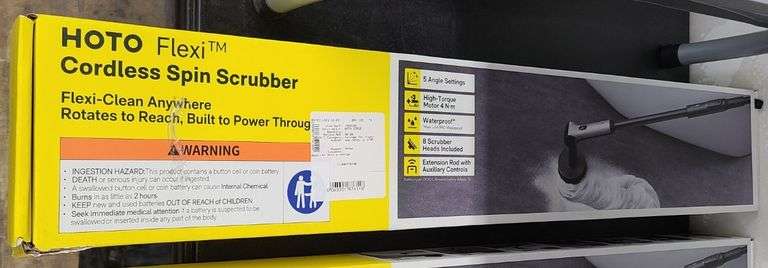 HOTO Flexi™
Cordless Spin Scrubber
Flexi-Clean Anywhere
Rotates to Reach, Built to Power Throug
WARNING
• INGESTION HAZARD: This product contains a button cell or coin battery
• DEATH or serious injury can occur if ingested.
• A swallowed button cell or coin battery can cause Internal Chemical
Burns in as little as 2 hours.
• KEEP new and used batteries OUT OF REACH of CHILDREN
• Seek immediate medical attention if a battery is suspected to be
swallowed or inserted inside any part of the body.
5 Angle Settings
High-Torque
Motor 4 N·m
Waterproof*
8 Scrubber
Heads Included
Extension Rod with
Auxiliary Controls